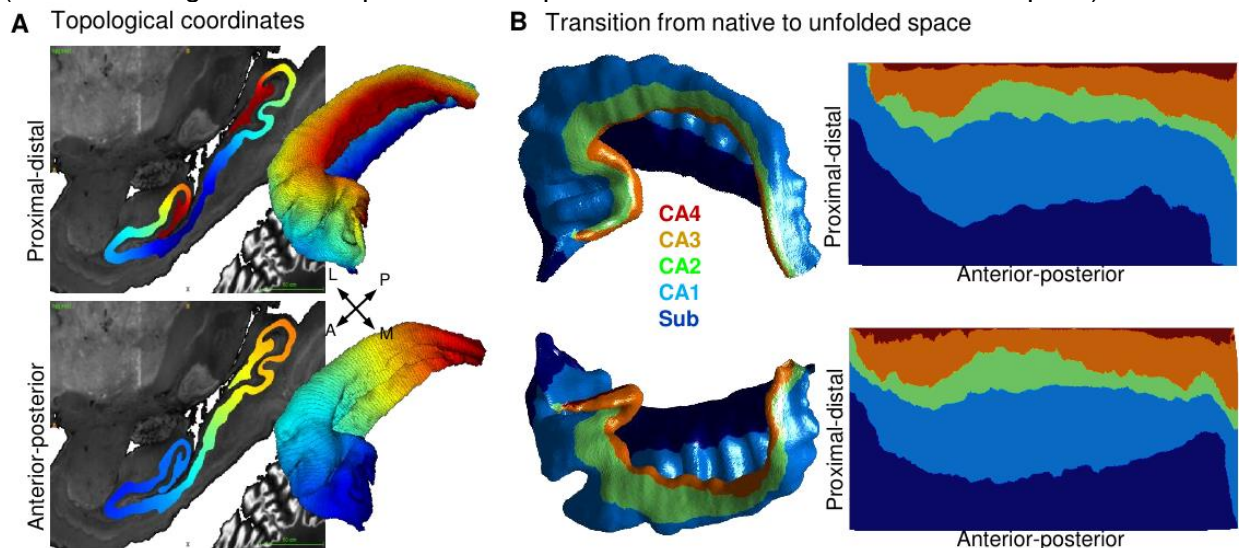 A Topological coordinates
B Transition from native to unfolded space
Proximal-distal
Anterior-posterior
L
P
A
M
CA4
CA3
CA2
CA1
Sub
Proximal-distal
Anterior-posterior
Proximal-distal
Anterior-posterior